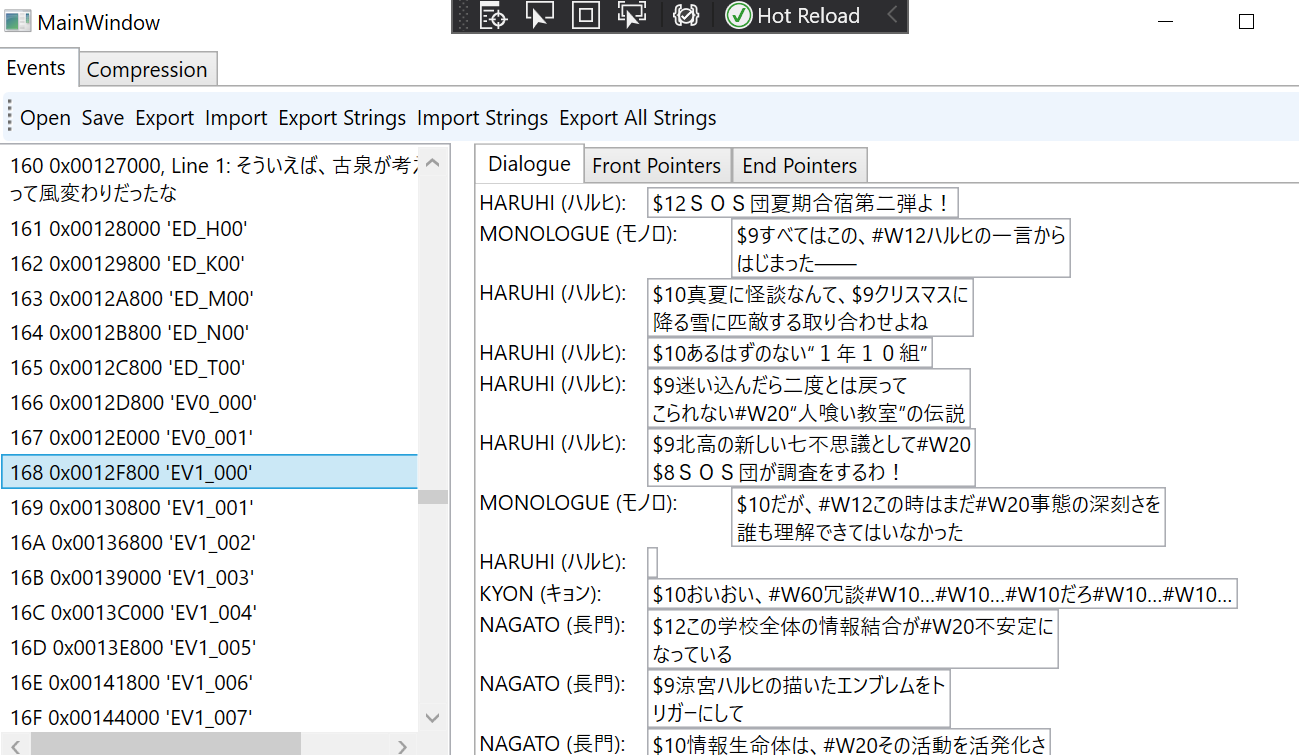 MainWindow
Hot Reload
Events
Compression
Open Save Export Import Export Strings Import Strings Export All Strings
160 0x00127000, Line 1: そういえば、古泉が考え
って風変わりだったな
161 0x00128000 'ED_H00'
162 0x00129800 'ED_K00'
163 0x0012A800 'ED_M00'
164 0x0012B800 'ED_N00'
165 0x0012C800 'ED_T00'
166 0x0012D800 'EV0_000'
167 0x0012E000 'EV0_001'
168 0x0012F800 'EV1_000'
169 0x00130800 'EV1_001'
16A 0x00136800 'EV1_002'
16B 0x00139000 'EV1_003'
16C 0x0013C000 'EV1_004'
16D 0x0013E800 'EV1_005'
16E 0x00141800 'EV1_006'
16F 0x00144000 'EV1_007'
Dialogue Front Pointers End Pointers
HARUHI (ハルヒ): $12ＳＯＳ団夏期合宿第二弾よ！
MONOLOGUE (モノロ): $9すべてはこの、#W12ハルヒの一言から
はじまった――
HARUHI (ハルヒ): $10真夏に怪談なんて、$9クリスマスに
降る雪に匹敵する取り合わせよね
HARUHI (ハルヒ): $10あるはずのない“１年１０組”
HARUHI (ハルヒ): $9迷い込んだら二度とは戻って
こられない#W20“人喰い教室”の伝説
HARUHI (ハルヒ): $9北高の新しい七不思議として#W20
$8ＳＯＳ団が調査をするわ！
MONOLOGUE (モノロ): $10だが、#W12この時はまだ#W20事態の深刻さを
誰も理解できてはいなかった
HARUHI (ハルヒ):
KYON (キョン): $10おいおい、#W60冗談#W10…#W10…#W10だろ#W10…#W10…
NAGATO (長門): $12この学校全体の情報結合が#W20不安定に
なっている
NAGATO (長門): $9涼宮ハルヒの描いたエンブレムをト
リガーにして
NAGATO (長門): $10情報生命体は、#W20その活動を活発化さ